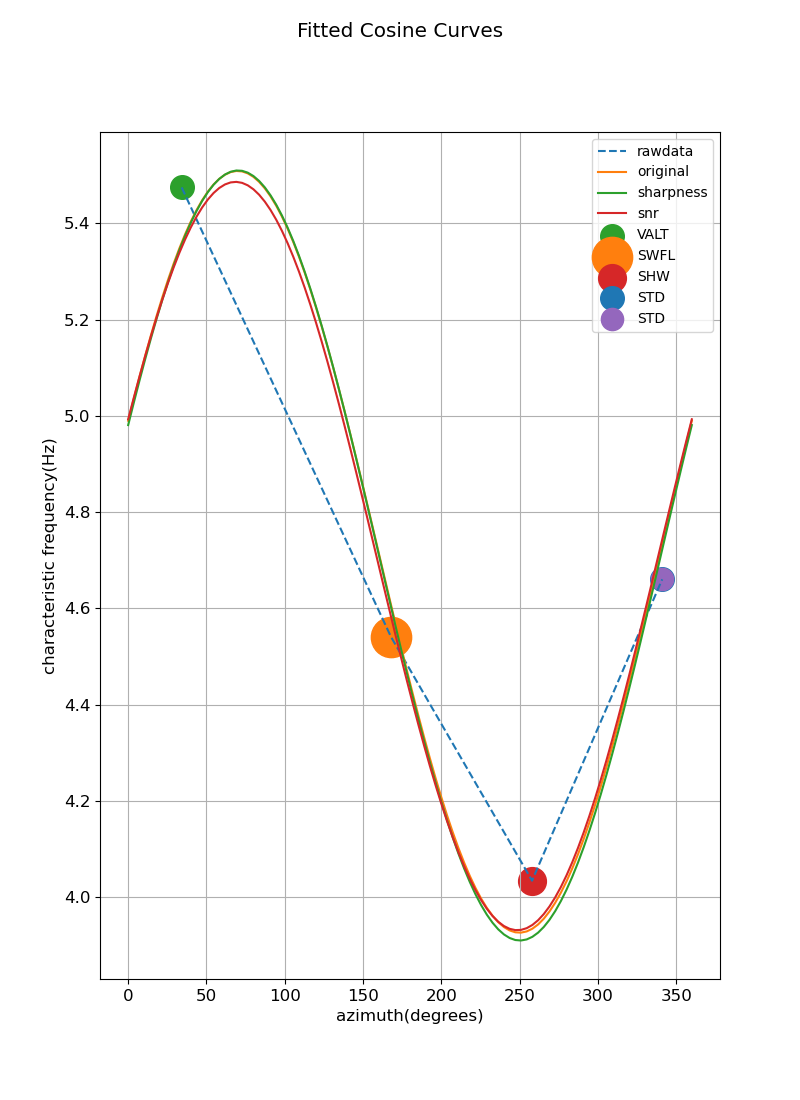 Fitted Cosine Curves
rawdata
original
sharpness
snr
VALT
SWFL
SHW
STD
STD
5.4
5.2
5.0
4.8
4.6
4.4
4.2
4.0
characteristic frequency(Hz)
0 50 100 150 200 250 300 350
azimuth(degrees)